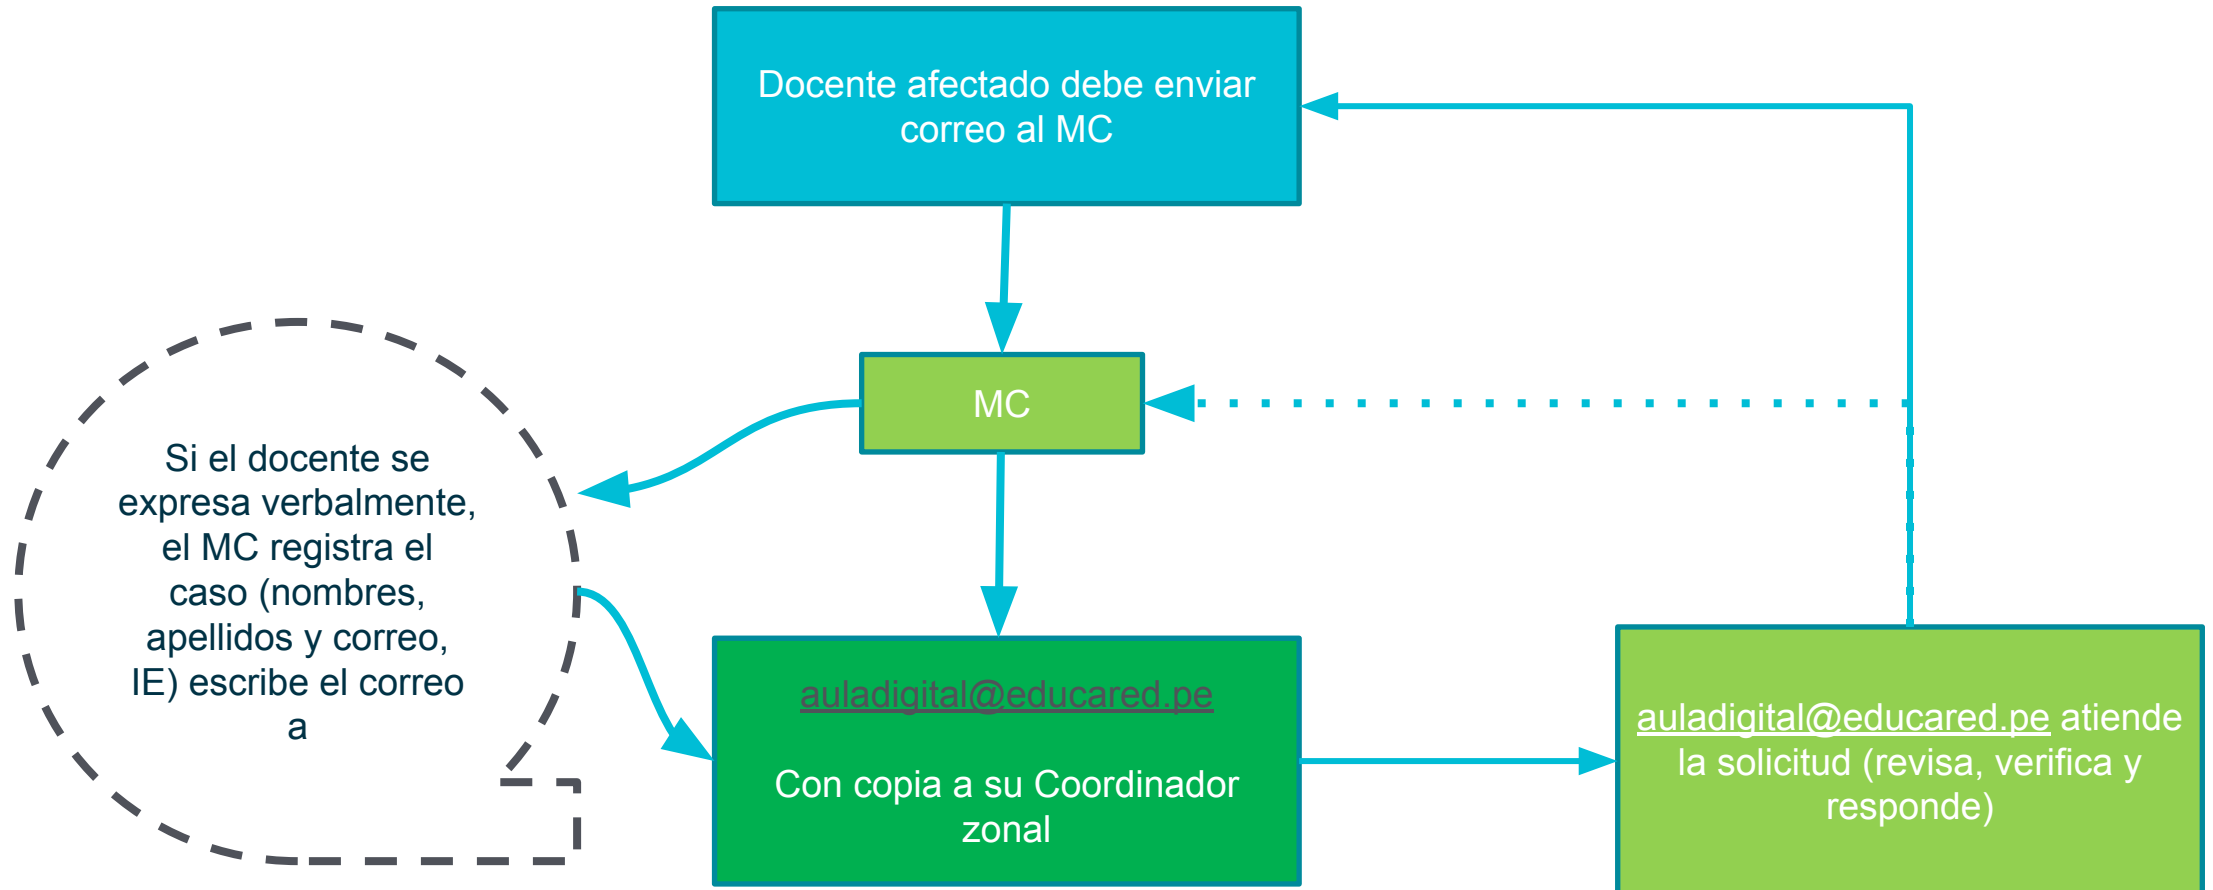 Docente afectado debe enviar
correo al MC
MC
Si el docente se
expresa verbalmente,
el MC registra el
caso (nombres,
apellidos y correo,
IE) escribe el correo
a
auladigital@educared.pe
Con copia a su Coordinador
zonal
auladigital@educared.pe atiende
la solicitud (revisa, verifica y
responde)